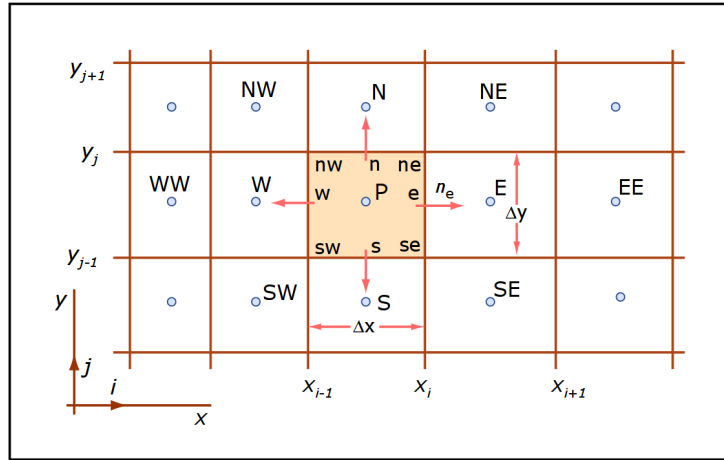 y_{j+1}
NW N NE
y_j
nw n ne
WW W w P e n_e E Δy EE
sw s se
y_{j-1}
y SW S SE
Δx
j
i
x
x_{i-1} x_i x_{i+1}